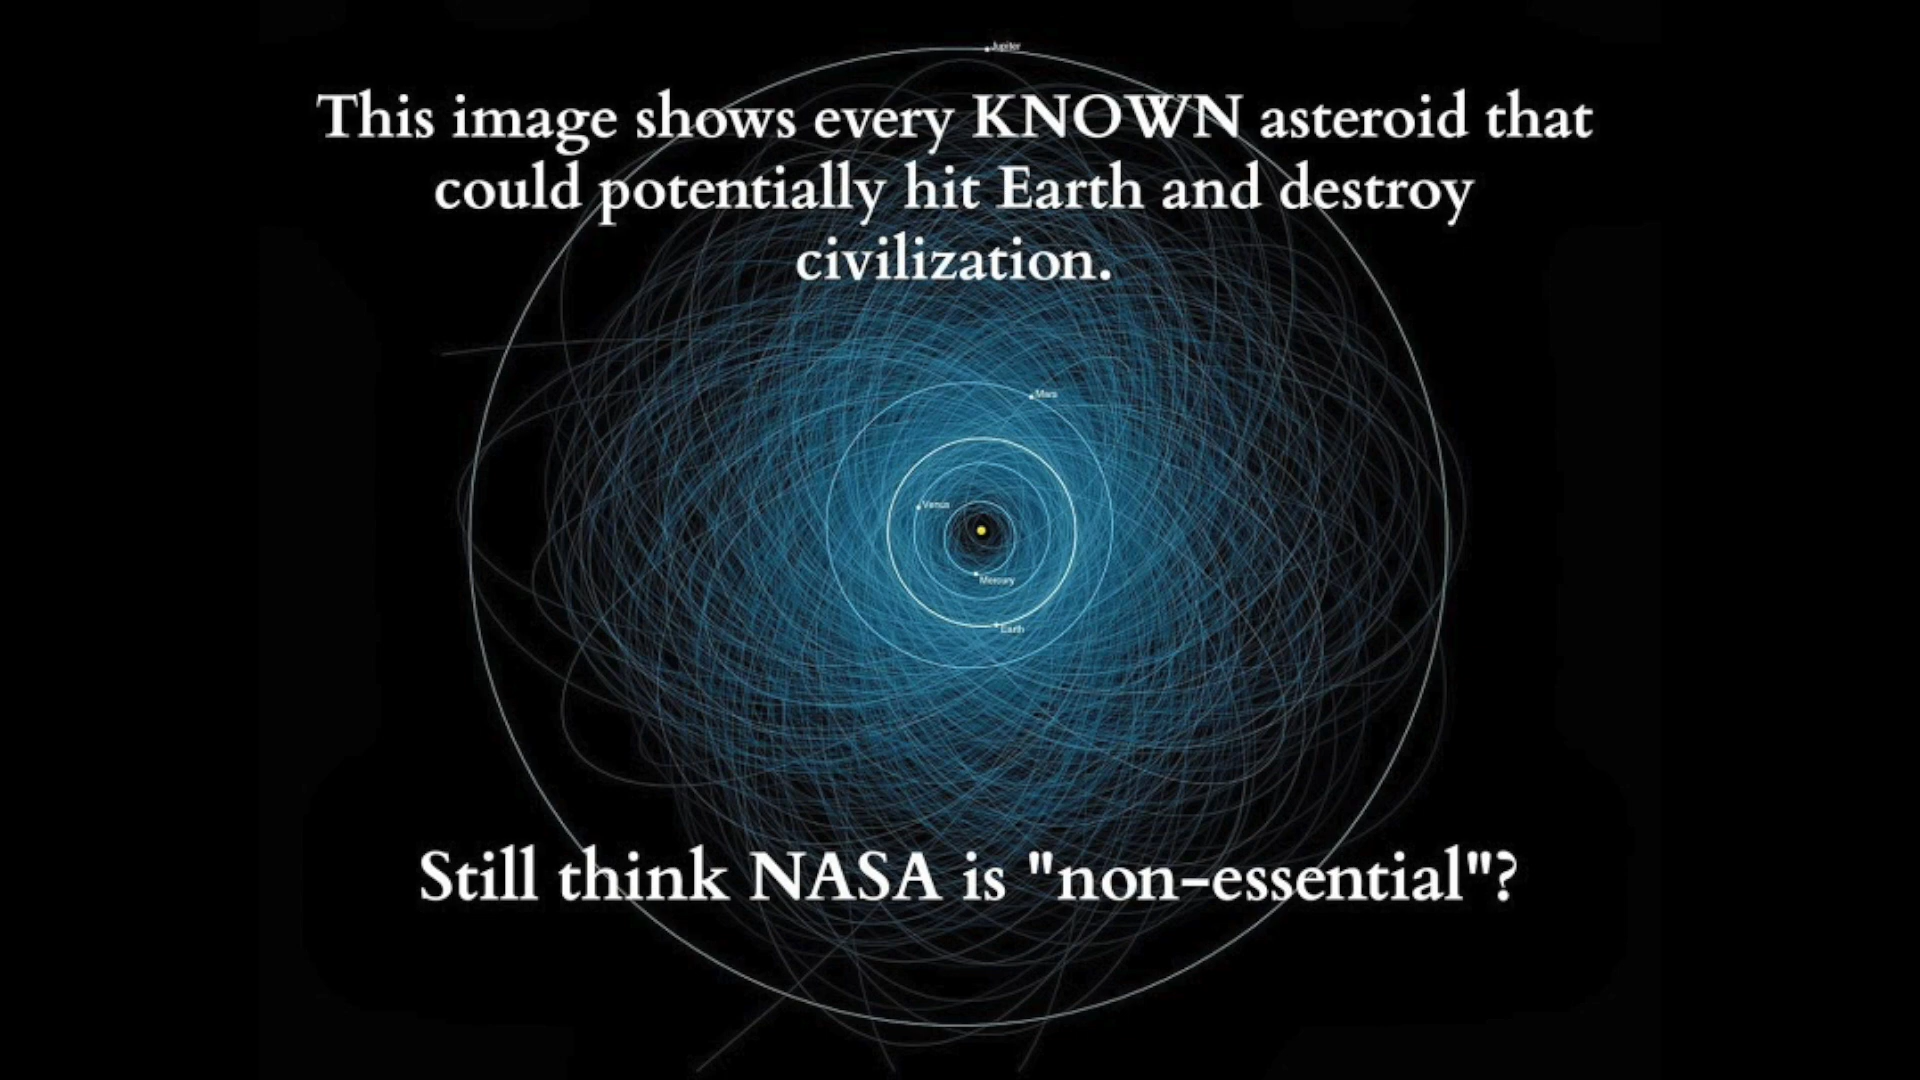 Jupiter
This image shows every KNOWN asteroid that
could potentially hit Earth and destroy
civilization.
Mars
Venus
Mercury
Earth
Still think NASA is "non-essential"?